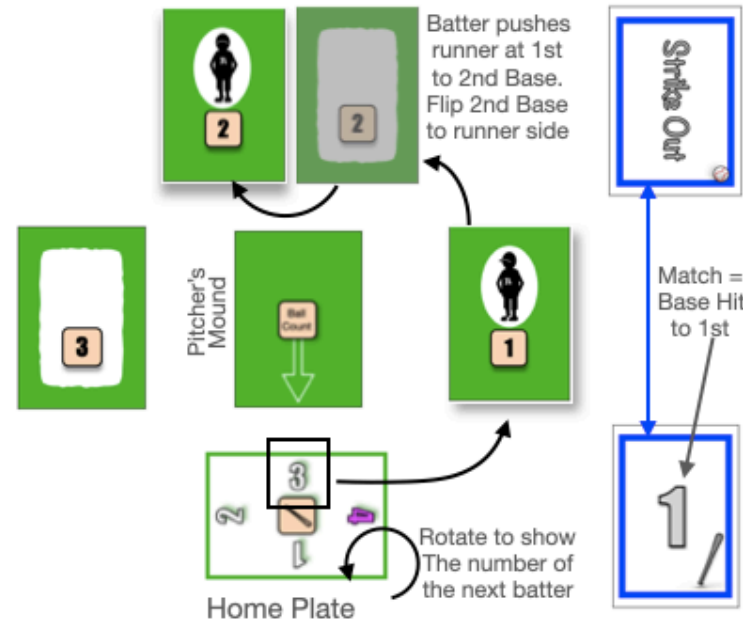 Batter pushes
runner at 1st
to 2nd Base.
Flip 2nd Base
to runner side
2
2
Strike Out
3
Pitcher's
Mound
Ball
Count
1
Match =
Base Hit
to 1st
3
2
4
1
1
Rotate to show
The number of
the next batter
Home Plate